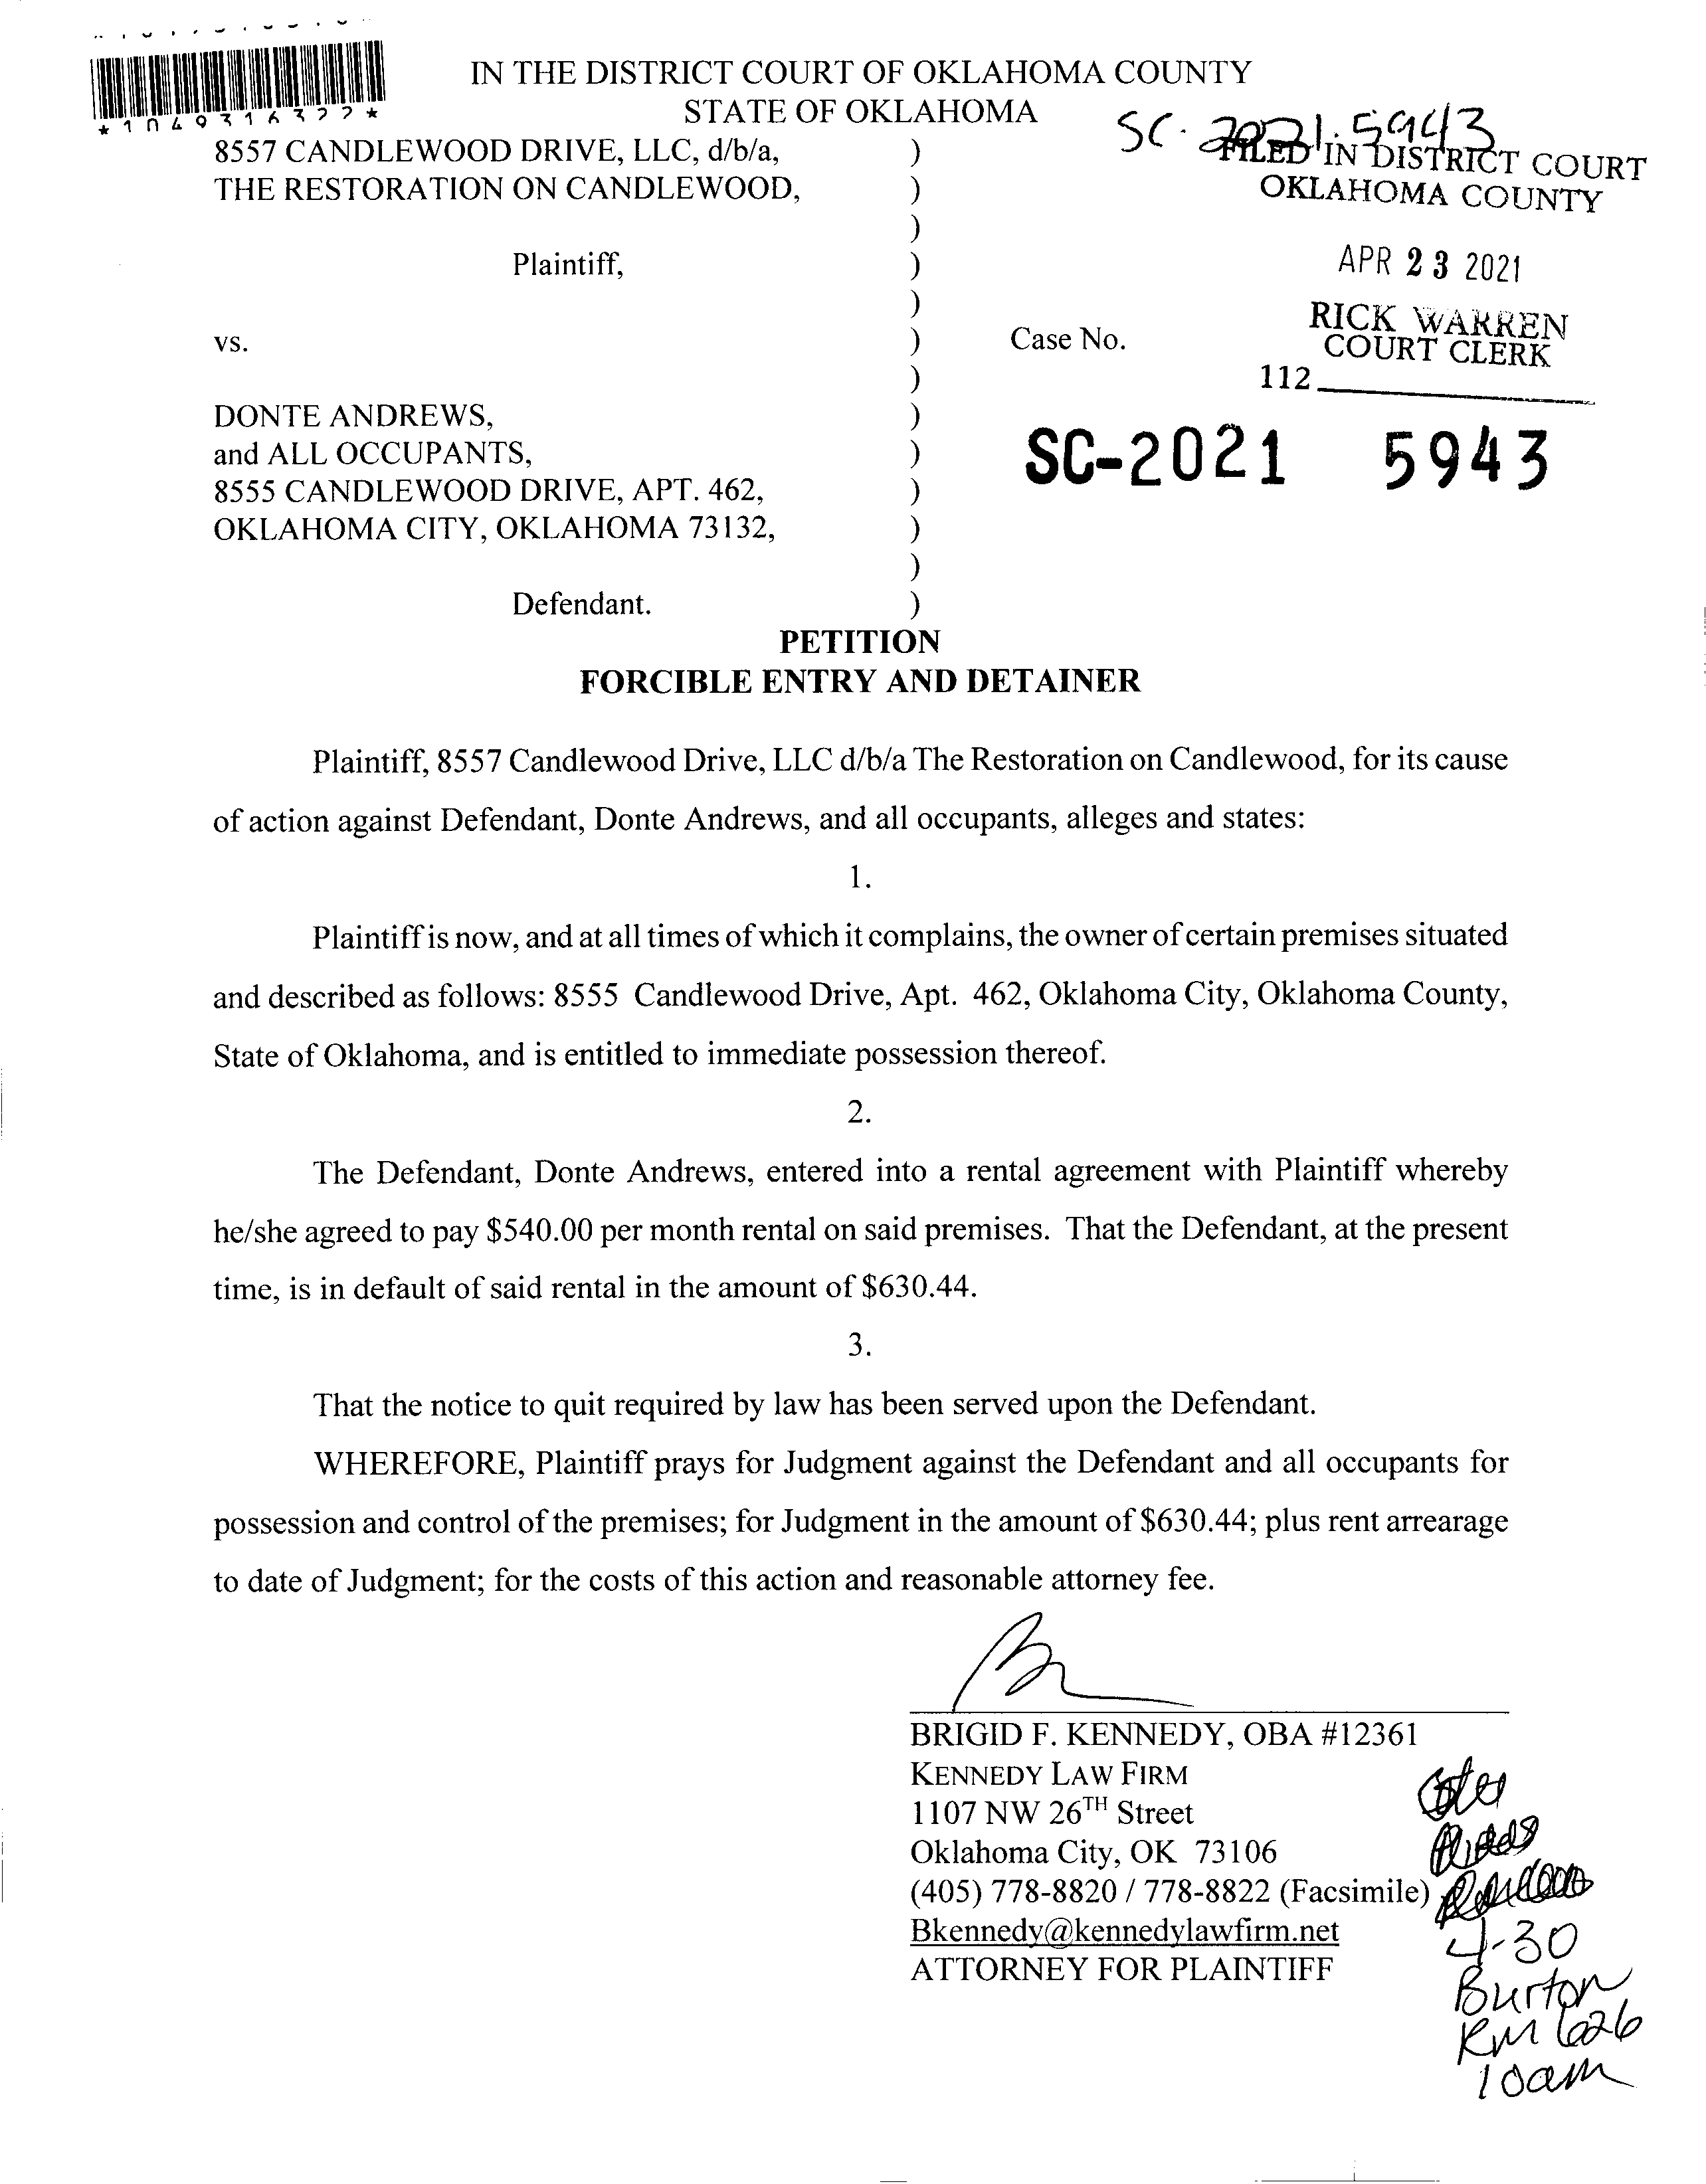 IN THE DISTRICT COURT OF OKLAHOMA COUNTY
STATE OF OKLAHOMA
SC-2021-5943
8557 CANDLEWOOD DRIVE, LLC, d/b/a, )
THE RESTORATION ON CANDLEWOOD, )
)
Plaintiff, )
)
vs. ) Case No.
)
DONTE ANDREWS, )
and ALL OCCUPANTS, )
8555 CANDLEWOOD DRIVE, APT. 462, )
OKLAHOMA CITY, OKLAHOMA 73132, )
)
Defendant. )
FILED IN DISTRICT COURT
OKLAHOMA COUNTY
APR 23 2021
RICK WARREN
COURT CLERK
112
SC-2021 5943
PETITION
FORCIBLE ENTRY AND DETAINER
Plaintiff, 8557 Candlewood Drive, LLC d/b/a The Restoration on Candlewood, for its cause
of action against Defendant, Donte Andrews, and all occupants, alleges and states:
1.
Plaintiff is now, and at all times of which it complains, the owner of certain premises situated
and described as follows: 8555 Candlewood Drive, Apt. 462, Oklahoma City, Oklahoma County,
State of Oklahoma, and is entitled to immediate possession thereof.
2.
The Defendant, Donte Andrews, entered into a rental agreement with Plaintiff whereby
he/she agreed to pay $540.00 per month rental on said premises. That the Defendant, at the present
time, is in default of said rental in the amount of $630.44.
3.
That the notice to quit required by law has been served upon the Defendant.
WHEREFORE, Plaintiff prays for Judgment against the Defendant and all occupants for
possession and control of the premises; for Judgment in the amount of $630.44; plus rent arrearage
to date of Judgment; for the costs of this action and reasonable attorney fee.
BRIGID F. KENNEDY, OBA #12361
KENNEDY LAW FIRM
1107 NW 26TH Street
Oklahoma City, OK 73106
(405) 778-8820 / 778-8822 (Facsimile)
Bkennedy@kennedylawfirm.net
ATTORNEY FOR PLAINTIFF
4-30
Burton
RM 626
10am